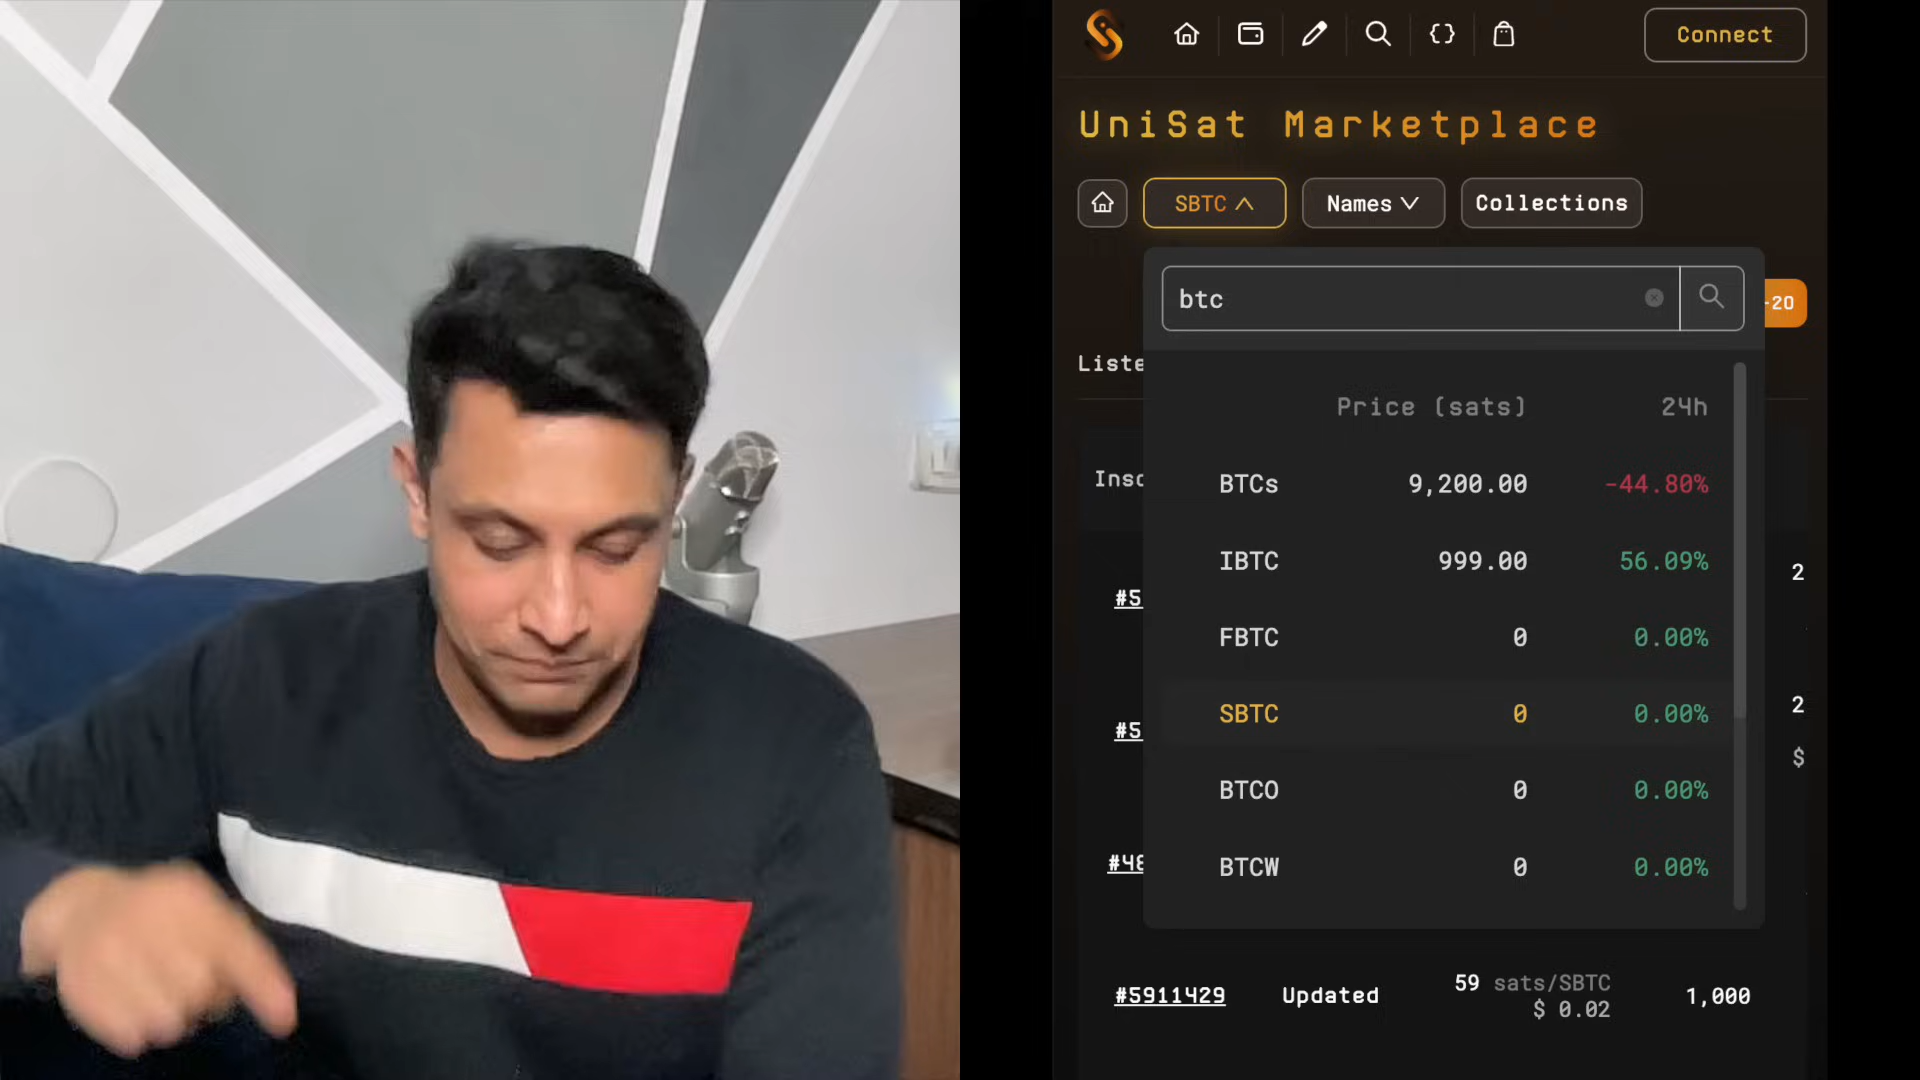 Connect
UniSat Marketplace
SBTC Names Collections
btc
-20
Liste
Price (sats) 24h
BTCs 9,200.00 -44.80%
Insc
IBTC 999.00 56.09%
2
#5
FBTC 0 0.00%
SBTC 0 0.00%
2
#5
$
BTCO 0 0.00%
#48
BTCW 0 0.00%
#5911429 Updated 59 sats/SBTC 1,000
$ 0.02